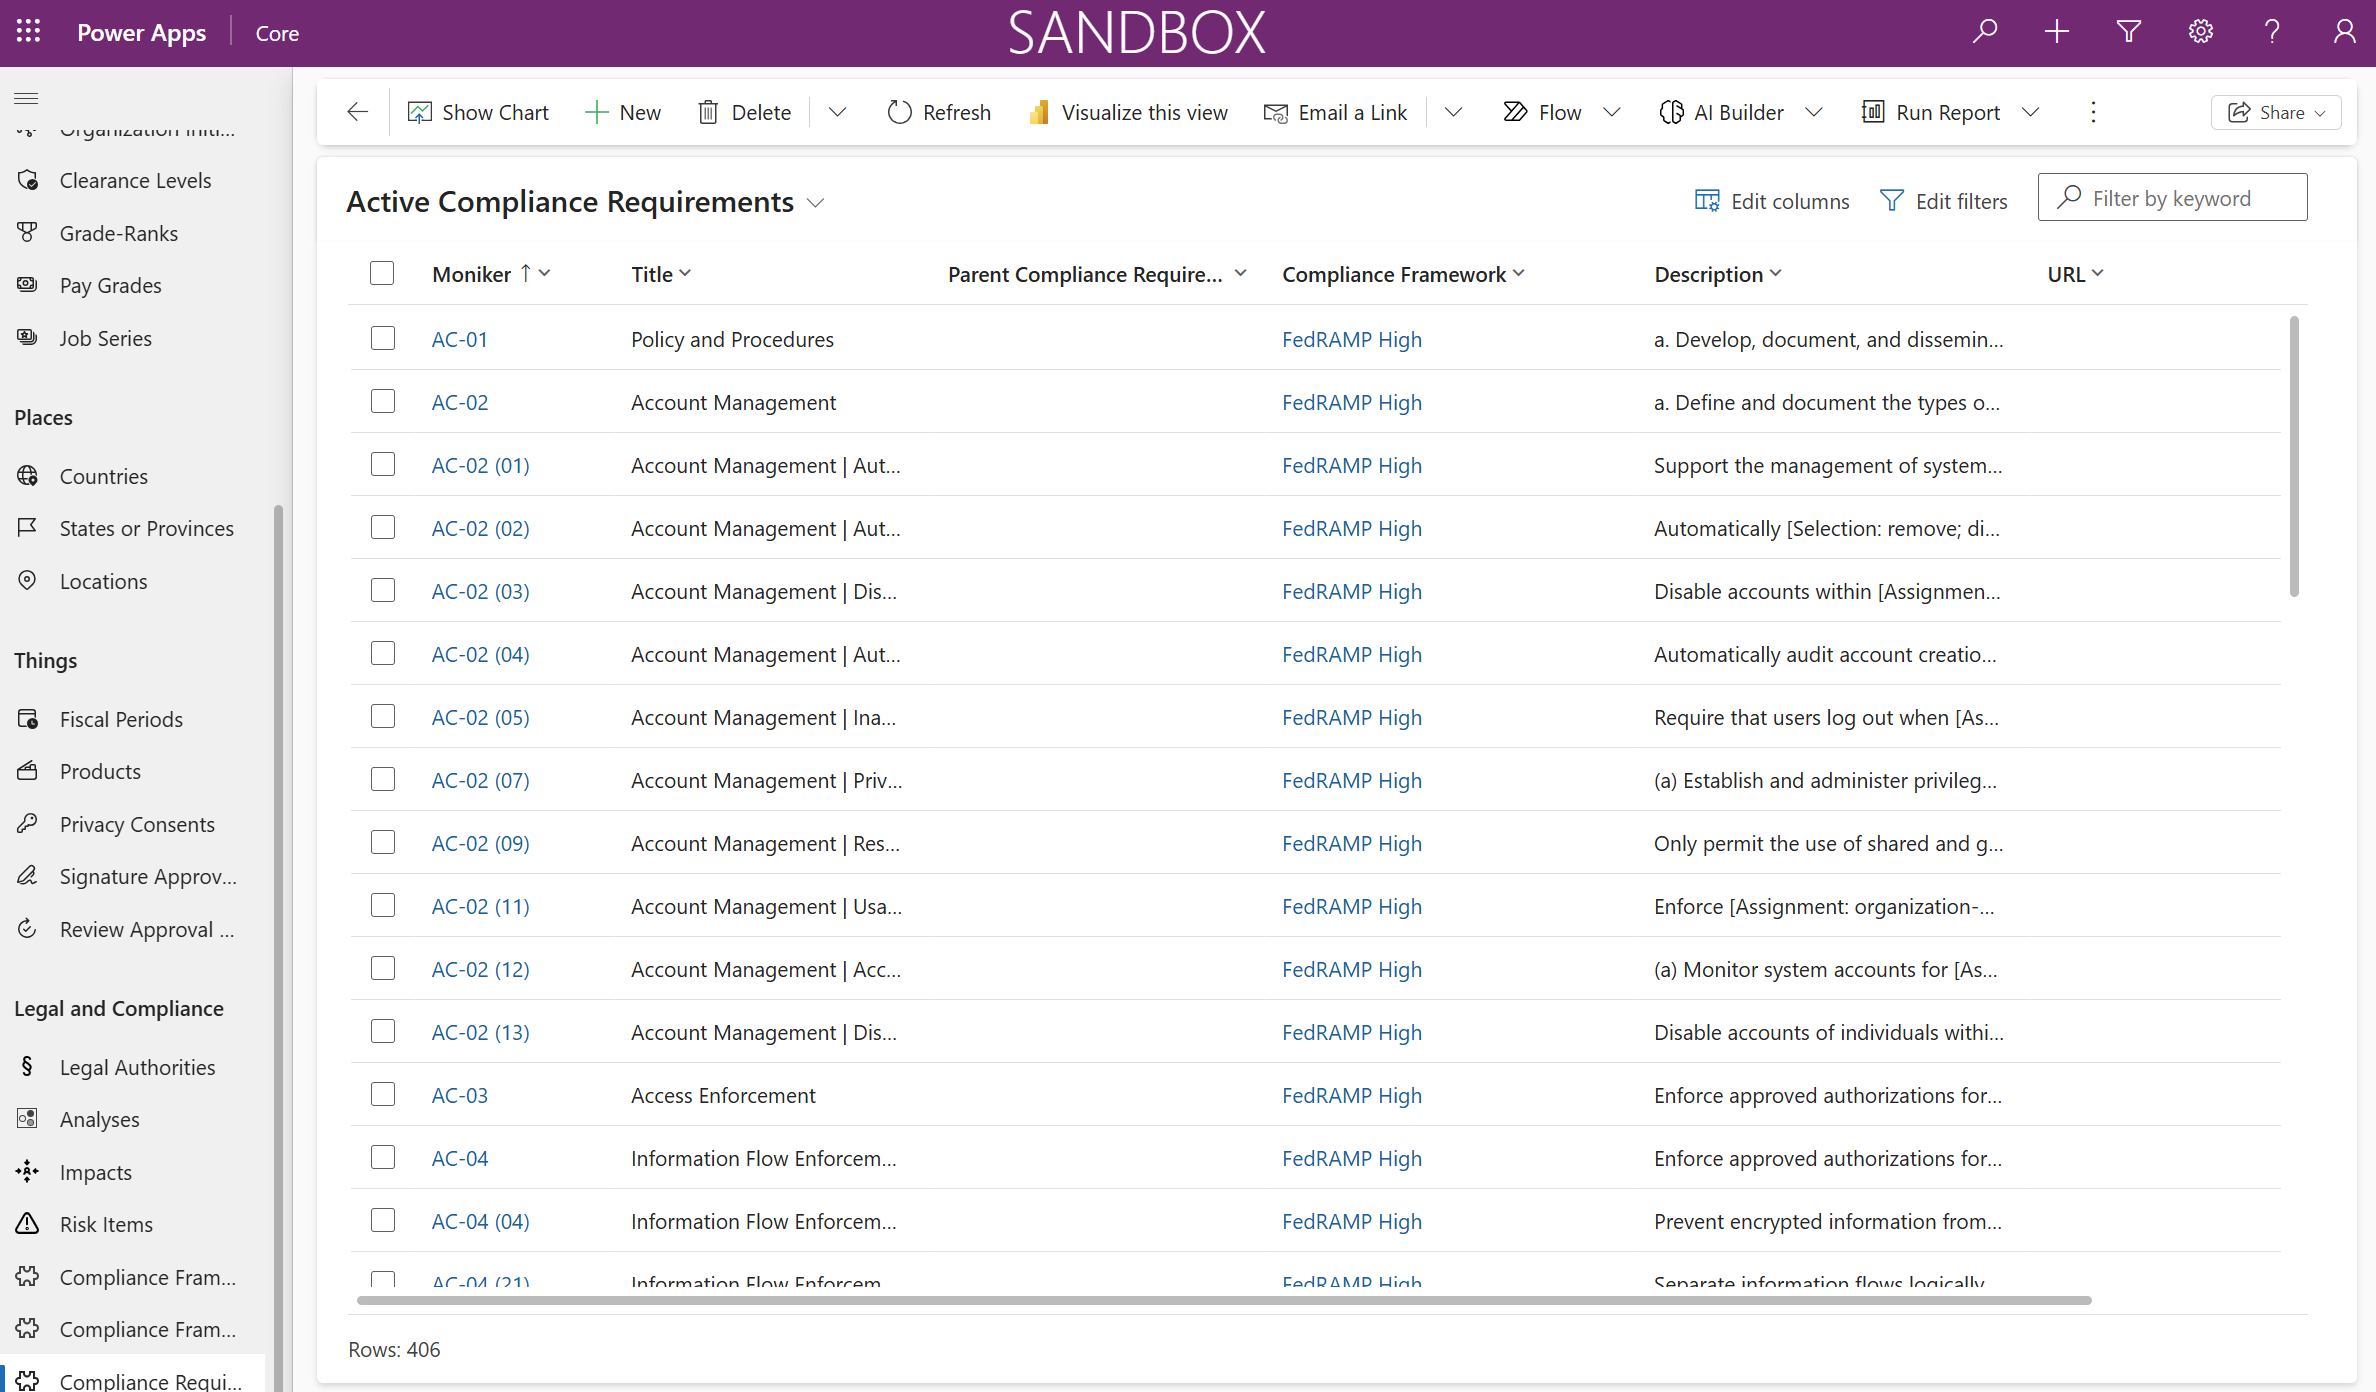 Power Apps
Core
SANDBOX
Organization Initi...
Clearance Levels
Grade-Ranks
Pay Grades
Job Series
Places
Countries
States or Provinces
Locations
Things
Fiscal Periods
Products
Privacy Consents
Signature Approv...
Review Approval ...
Legal and Compliance
Legal Authorities
Analyses
Impacts
Risk Items
Compliance Fram...
Compliance Fram...
Compliance Requi...
Show Chart
New
Delete
Refresh
Visualize this view
Email a Link
Flow
AI Builder
Run Report
Share
Active Compliance Requirements
Edit columns
Edit filters
Filter by keyword
Moniker ↑ Title Parent Compliance Require... Compliance Framework Description URL
AC-01 Policy and Procedures FedRAMP High a. Develop, document, and dissemin...
AC-02 Account Management FedRAMP High a. Define and document the types o...
AC-02 (01) Account Management | Aut... FedRAMP High Support the management of system...
AC-02 (02) Account Management | Aut... FedRAMP High Automatically [Selection: remove; di...
AC-02 (03) Account Management | Dis... FedRAMP High Disable accounts within [Assignmen...
AC-02 (04) Account Management | Aut... FedRAMP High Automatically audit account creatio...
AC-02 (05) Account Management | Ina... FedRAMP High Require that users log out when [As...
AC-02 (07) Account Management | Priv... FedRAMP High (a) Establish and administer privileg...
AC-02 (09) Account Management | Res... FedRAMP High Only permit the use of shared and g...
AC-02 (11) Account Management | Usa... FedRAMP High Enforce [Assignment: organization-...
AC-02 (12) Account Management | Acc... FedRAMP High (a) Monitor system accounts for [As...
AC-02 (13) Account Management | Dis... FedRAMP High Disable accounts of individuals withi...
AC-03 Access Enforcement FedRAMP High Enforce approved authorizations for...
AC-04 Information Flow Enforcem... FedRAMP High Enforce approved authorizations for...
AC-04 (04) Information Flow Enforcem... FedRAMP High Prevent encrypted information from...
AC-04 (21) Information Flow Enforcem... FedRAMP High Separate information flows logically
Rows: 406